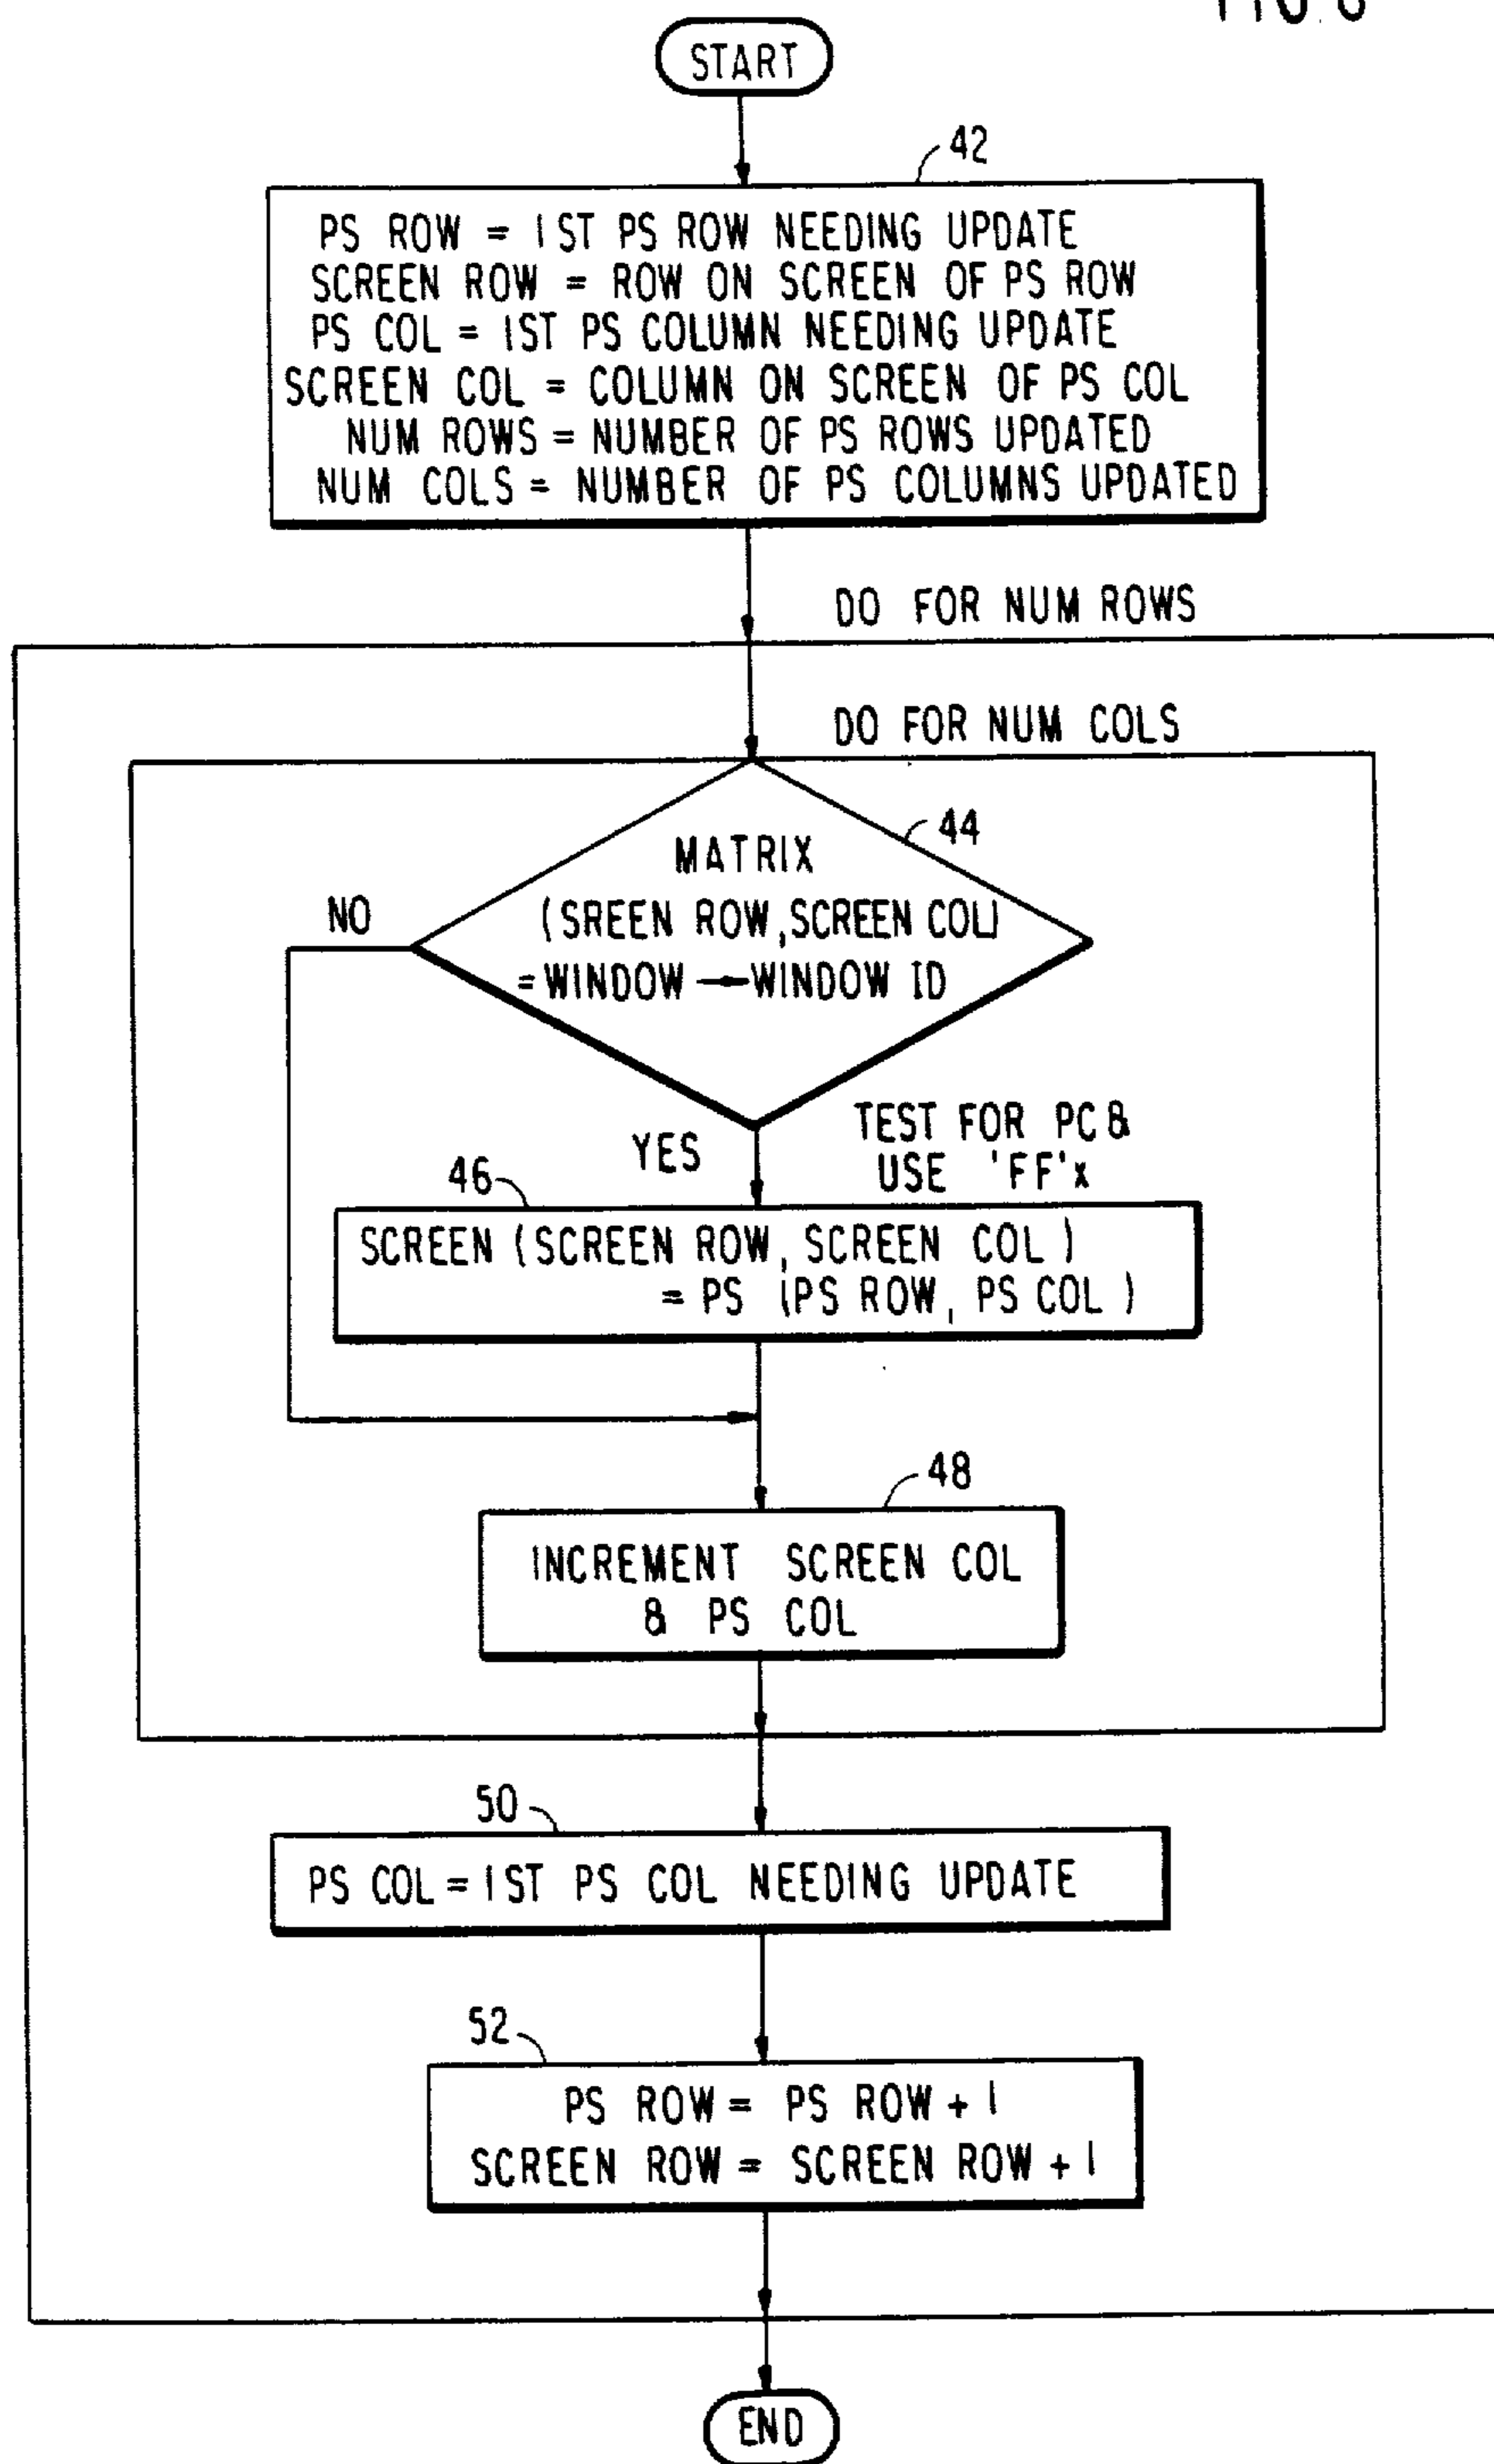 START
42
PS ROW = 1ST PS ROW NEEDING UPDATE
SCREEN ROW = ROW ON SCREEN OF PS ROW
PS COL = 1ST PS COLUMN NEEDING UPDATE
SCREEN COL = COLUMN ON SCREEN OF PS COL
NUM ROWS = NUMBER OF PS ROWS UPDATED
NUM COLS = NUMBER OF PS COLUMNS UPDATED
DO FOR NUM ROWS
DO FOR NUM COLS
44
MATRIX
(SREEN ROW, SCREEN COL)
= WINDOW → WINDOW ID
NO
YES
TEST FOR PC &
USE 'FF'x
46
SCREEN (SCREEN ROW, SCREEN COL)
= PS (PS ROW, PS COL)
48
INCREMENT SCREEN COL
& PS COL
50
PS COL = 1ST PS COL NEEDING UPDATE
52
PS ROW = PS ROW + 1
SCREEN ROW = SCREEN ROW + 1
END